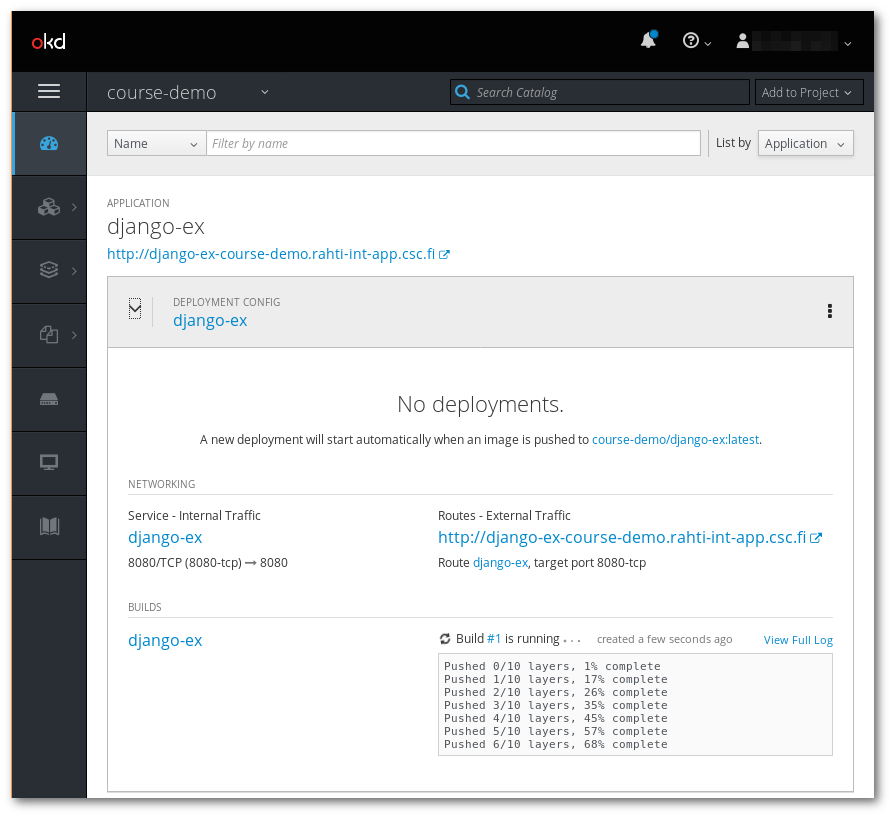 okd
course-demo
Search Catalog
Add to Project
Name
Filter by name
List by
Application
APPLICATION
django-ex
http://django-ex-course-demo.rahti-int-app.csc.fi
DEPLOYMENT CONFIG
django-ex
No deployments.
A new deployment will start automatically when an image is pushed to course-demo/django-ex:latest.
NETWORKING
Service - Internal Traffic
django-ex
8080/TCP (8080-tcp) → 8080
Routes - External Traffic
http://django-ex-course-demo.rahti-int-app.csc.fi
Route django-ex, target port 8080-tcp
BUILDS
django-ex
Build #1 is running ... created a few seconds ago View Full Log
Pushed 0/10 layers, 1% complete
Pushed 1/10 layers, 17% complete
Pushed 2/10 layers, 26% complete
Pushed 3/10 layers, 35% complete
Pushed 4/10 layers, 45% complete
Pushed 5/10 layers, 57% complete
Pushed 6/10 layers, 68% complete